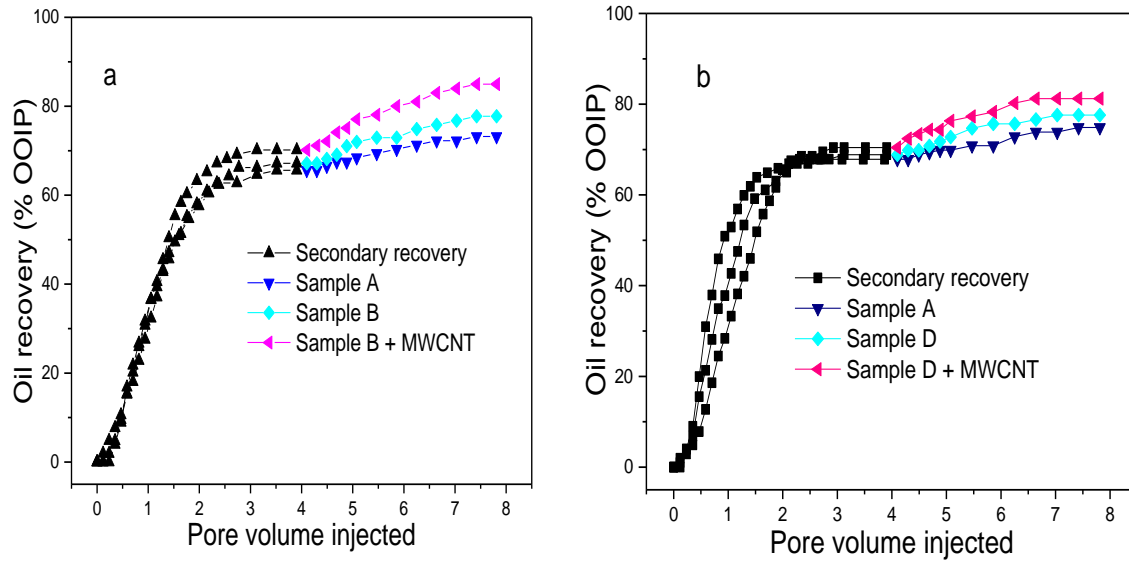 a
Oil recovery (% OOIP)
100
80
60
40
20
0
Secondary recovery
Sample A
Sample B
Sample B + MWCNT
0 1 2 3 4 5 6 7 8
Pore volume injected
b
Oil recovery (% OOIP)
100
80
60
40
20
0
Secondary recovery
Sample A
Sample D
Sample D + MWCNT
0 1 2 3 4 5 6 7 8
Pore volume injected